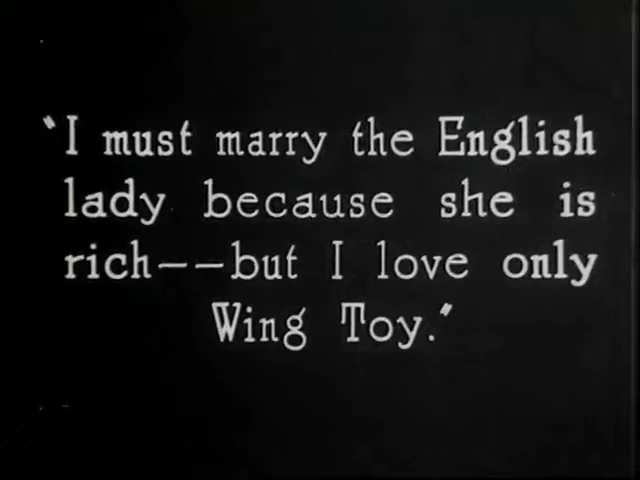 "I must marry the English
lady because she is
rich--but I love only
Wing Toy."